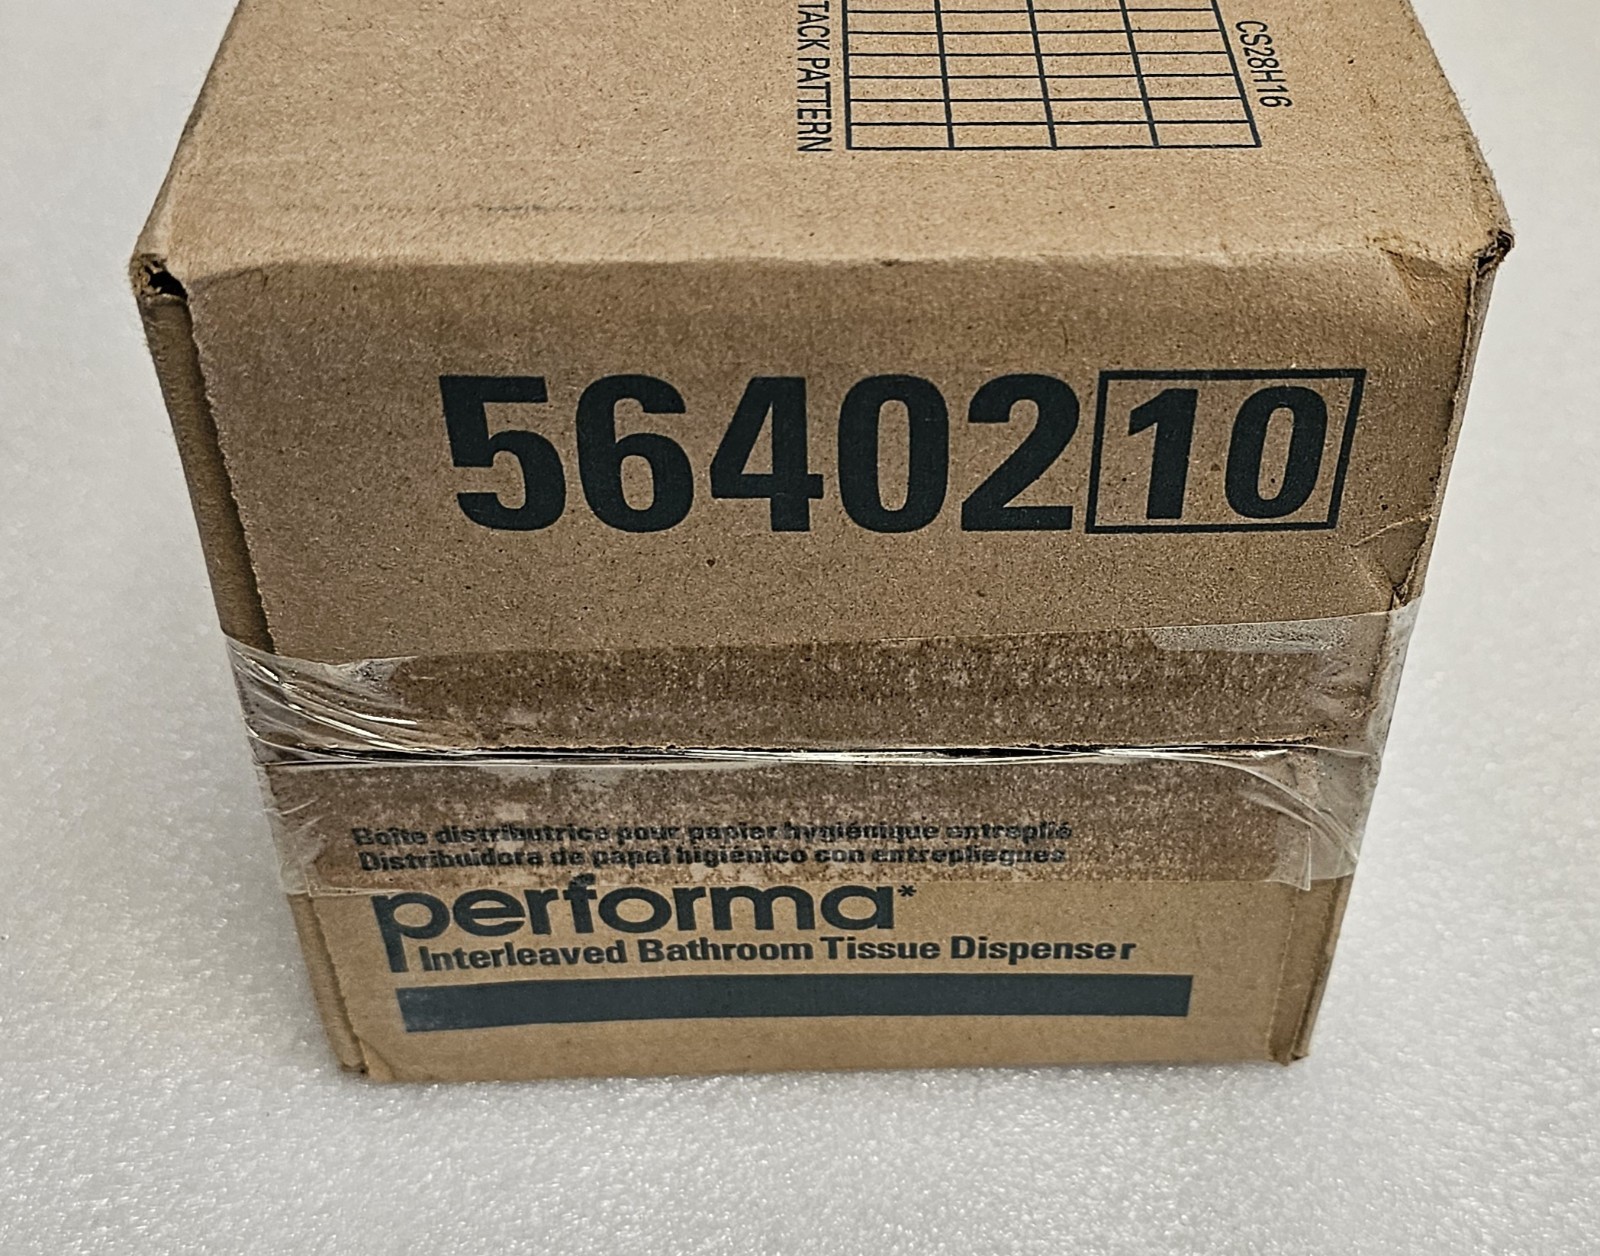 TACK PATTERN
CS28H16
56402 10
Boîte distributrice pour papier hygiénique entreplié
Distribuidora de papel higiénico con entrepliegues
performa*
Interleaved Bathroom Tissue Dispenser